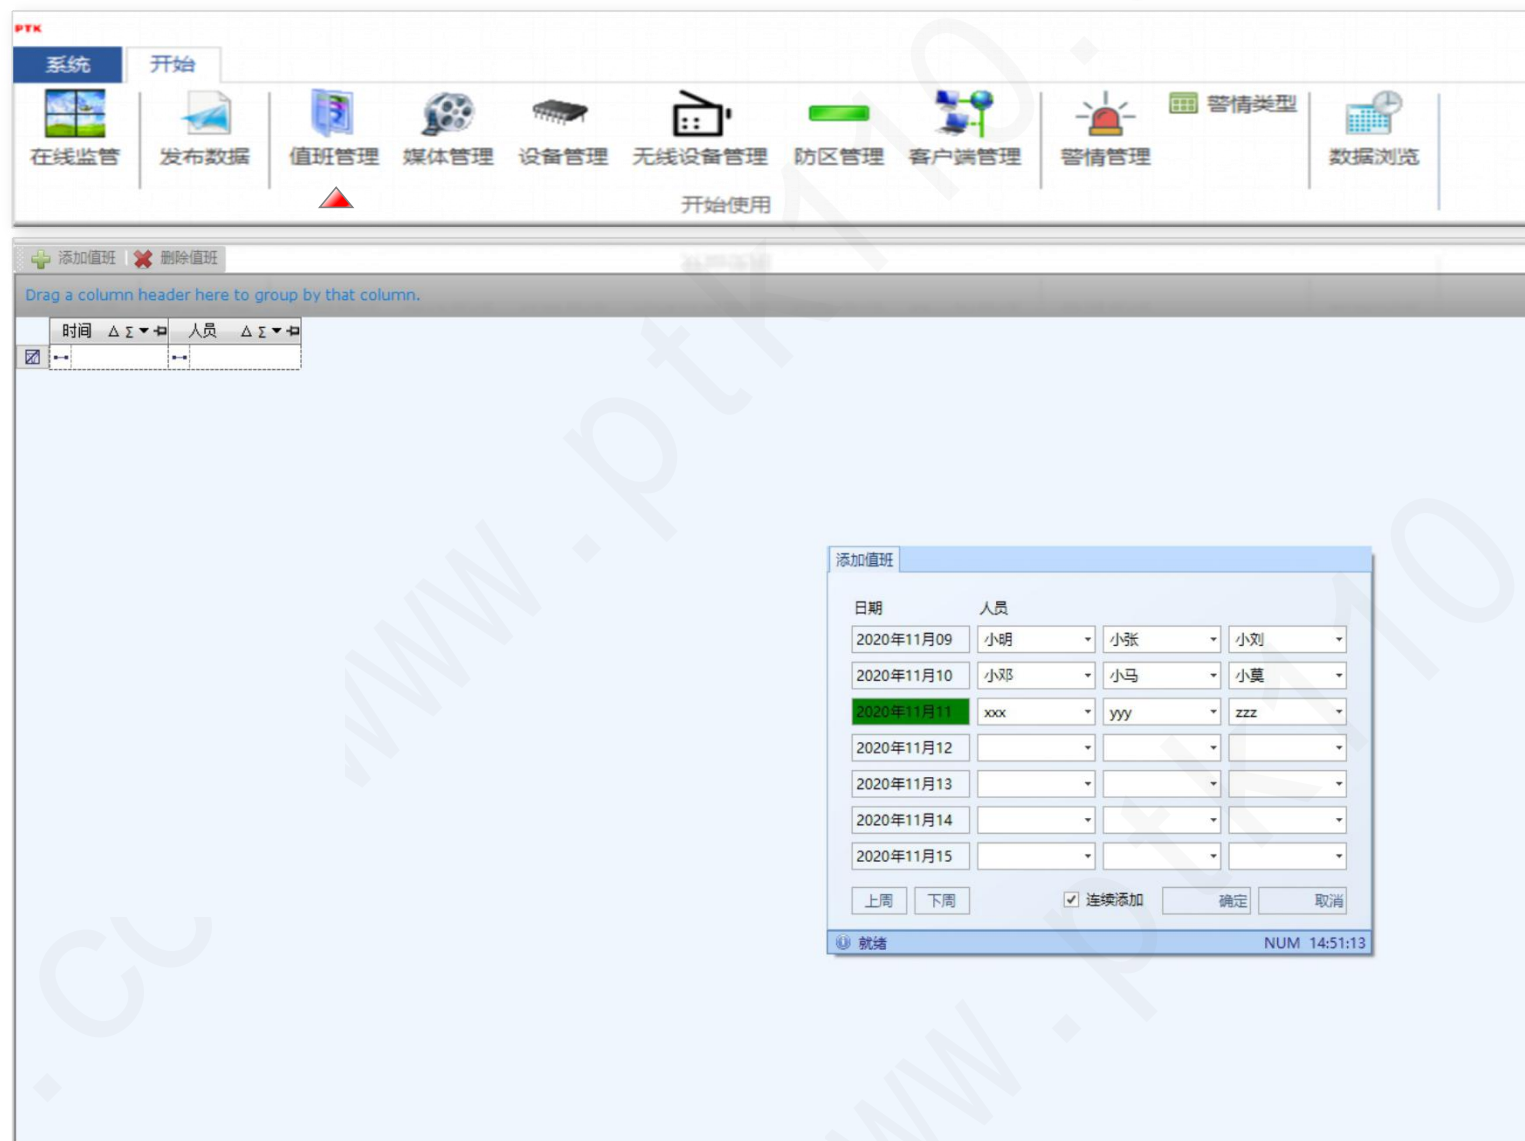 PTK
系统 开始
在线监管 发布数据 值班管理 媒体管理 设备管理 无线设备管理 防区管理 客户端管理 警情管理 警情类型 数据浏览
开始使用
添加值班 删除值班
Drag a column header here to group by that column.
时间 人员
添加值班
日期 人员
2020年11月09 小明 小张 小刘
2020年11月10 小邓 小马 小莫
2020年11月11 xxx yyy zzz
2020年11月12
2020年11月13
2020年11月14
2020年11月15
上周 下周 连续添加 确定 取消
就绪 NUM 14:51:13
www.ptk10.
www.ptk10
.co